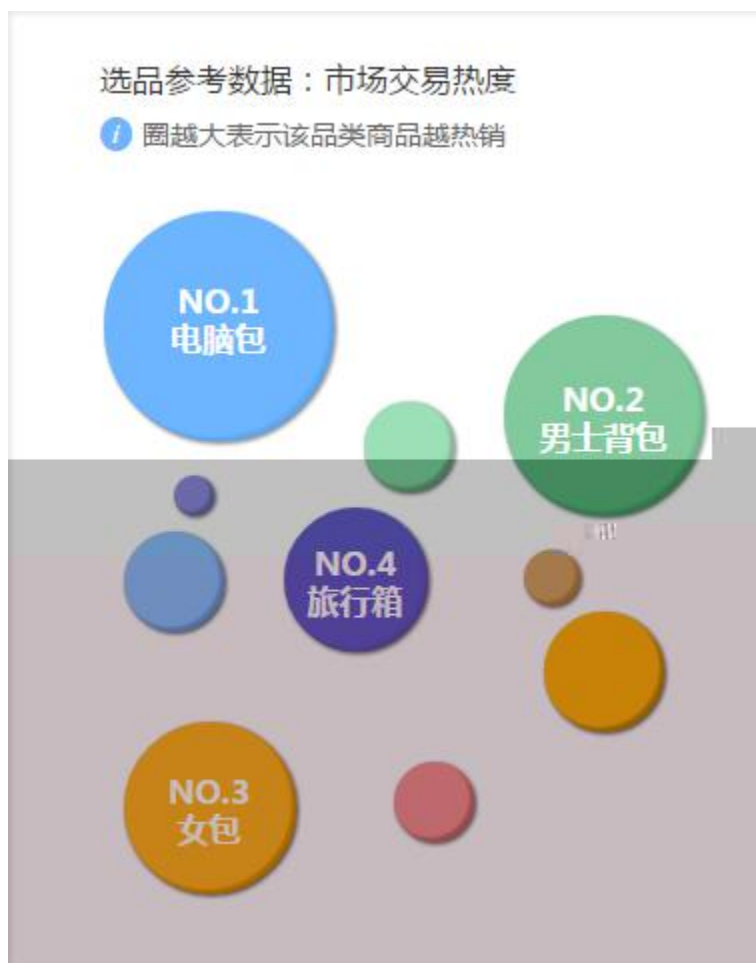 选品参考数据：市场交易热度
i 圈越大表示该品类商品越热销
NO.1
电脑包
NO.2
男士背包
NO.4
旅行箱
NO.3
女包